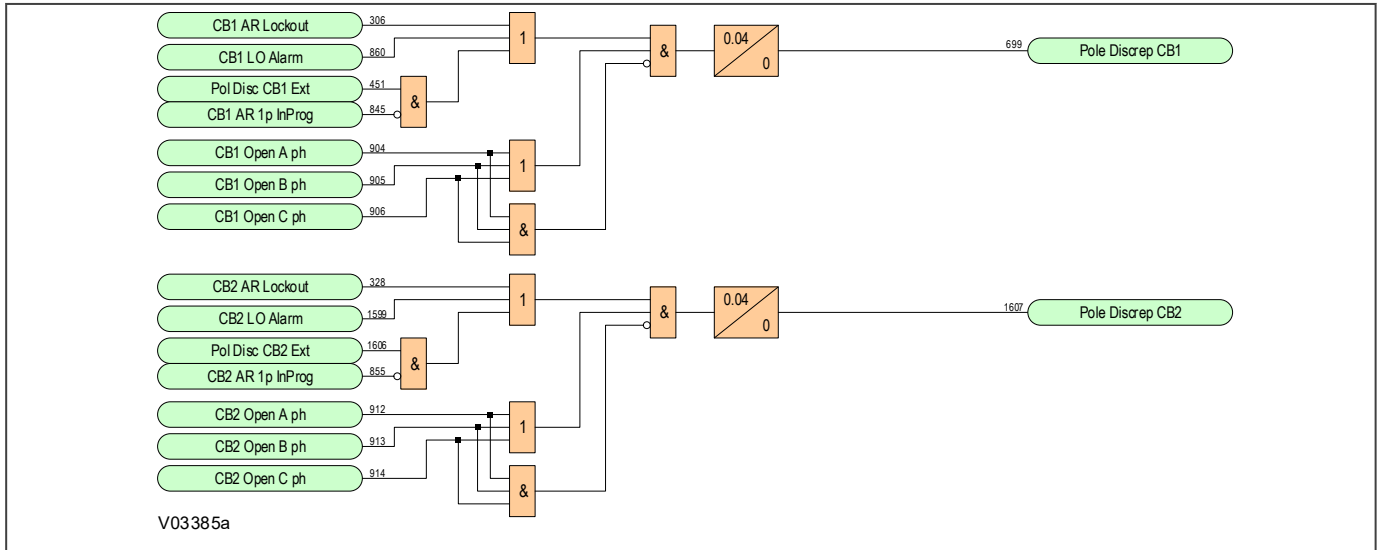 CB1 AR Lockout 306
CB1 LO Alarm 860
Pol Disc CB1 Ext 451
CB1 AR 1p InProg 845
CB1 Open A ph 904
CB1 Open B ph 905
CB1 Open C ph 906
1
&
1
&
&
0.04
0
699 Pole Discrep CB1
CB2 AR Lockout 328
CB2 LO Alarm 1599
Pol Disc CB2 Ext 1606
CB2 AR 1p InProg 855
CB2 Open A ph 912
CB2 Open B ph 913
CB2 Open C ph 914
1
&
1
&
&
0.04
0
1607 Pole Discrep CB2
V03385a